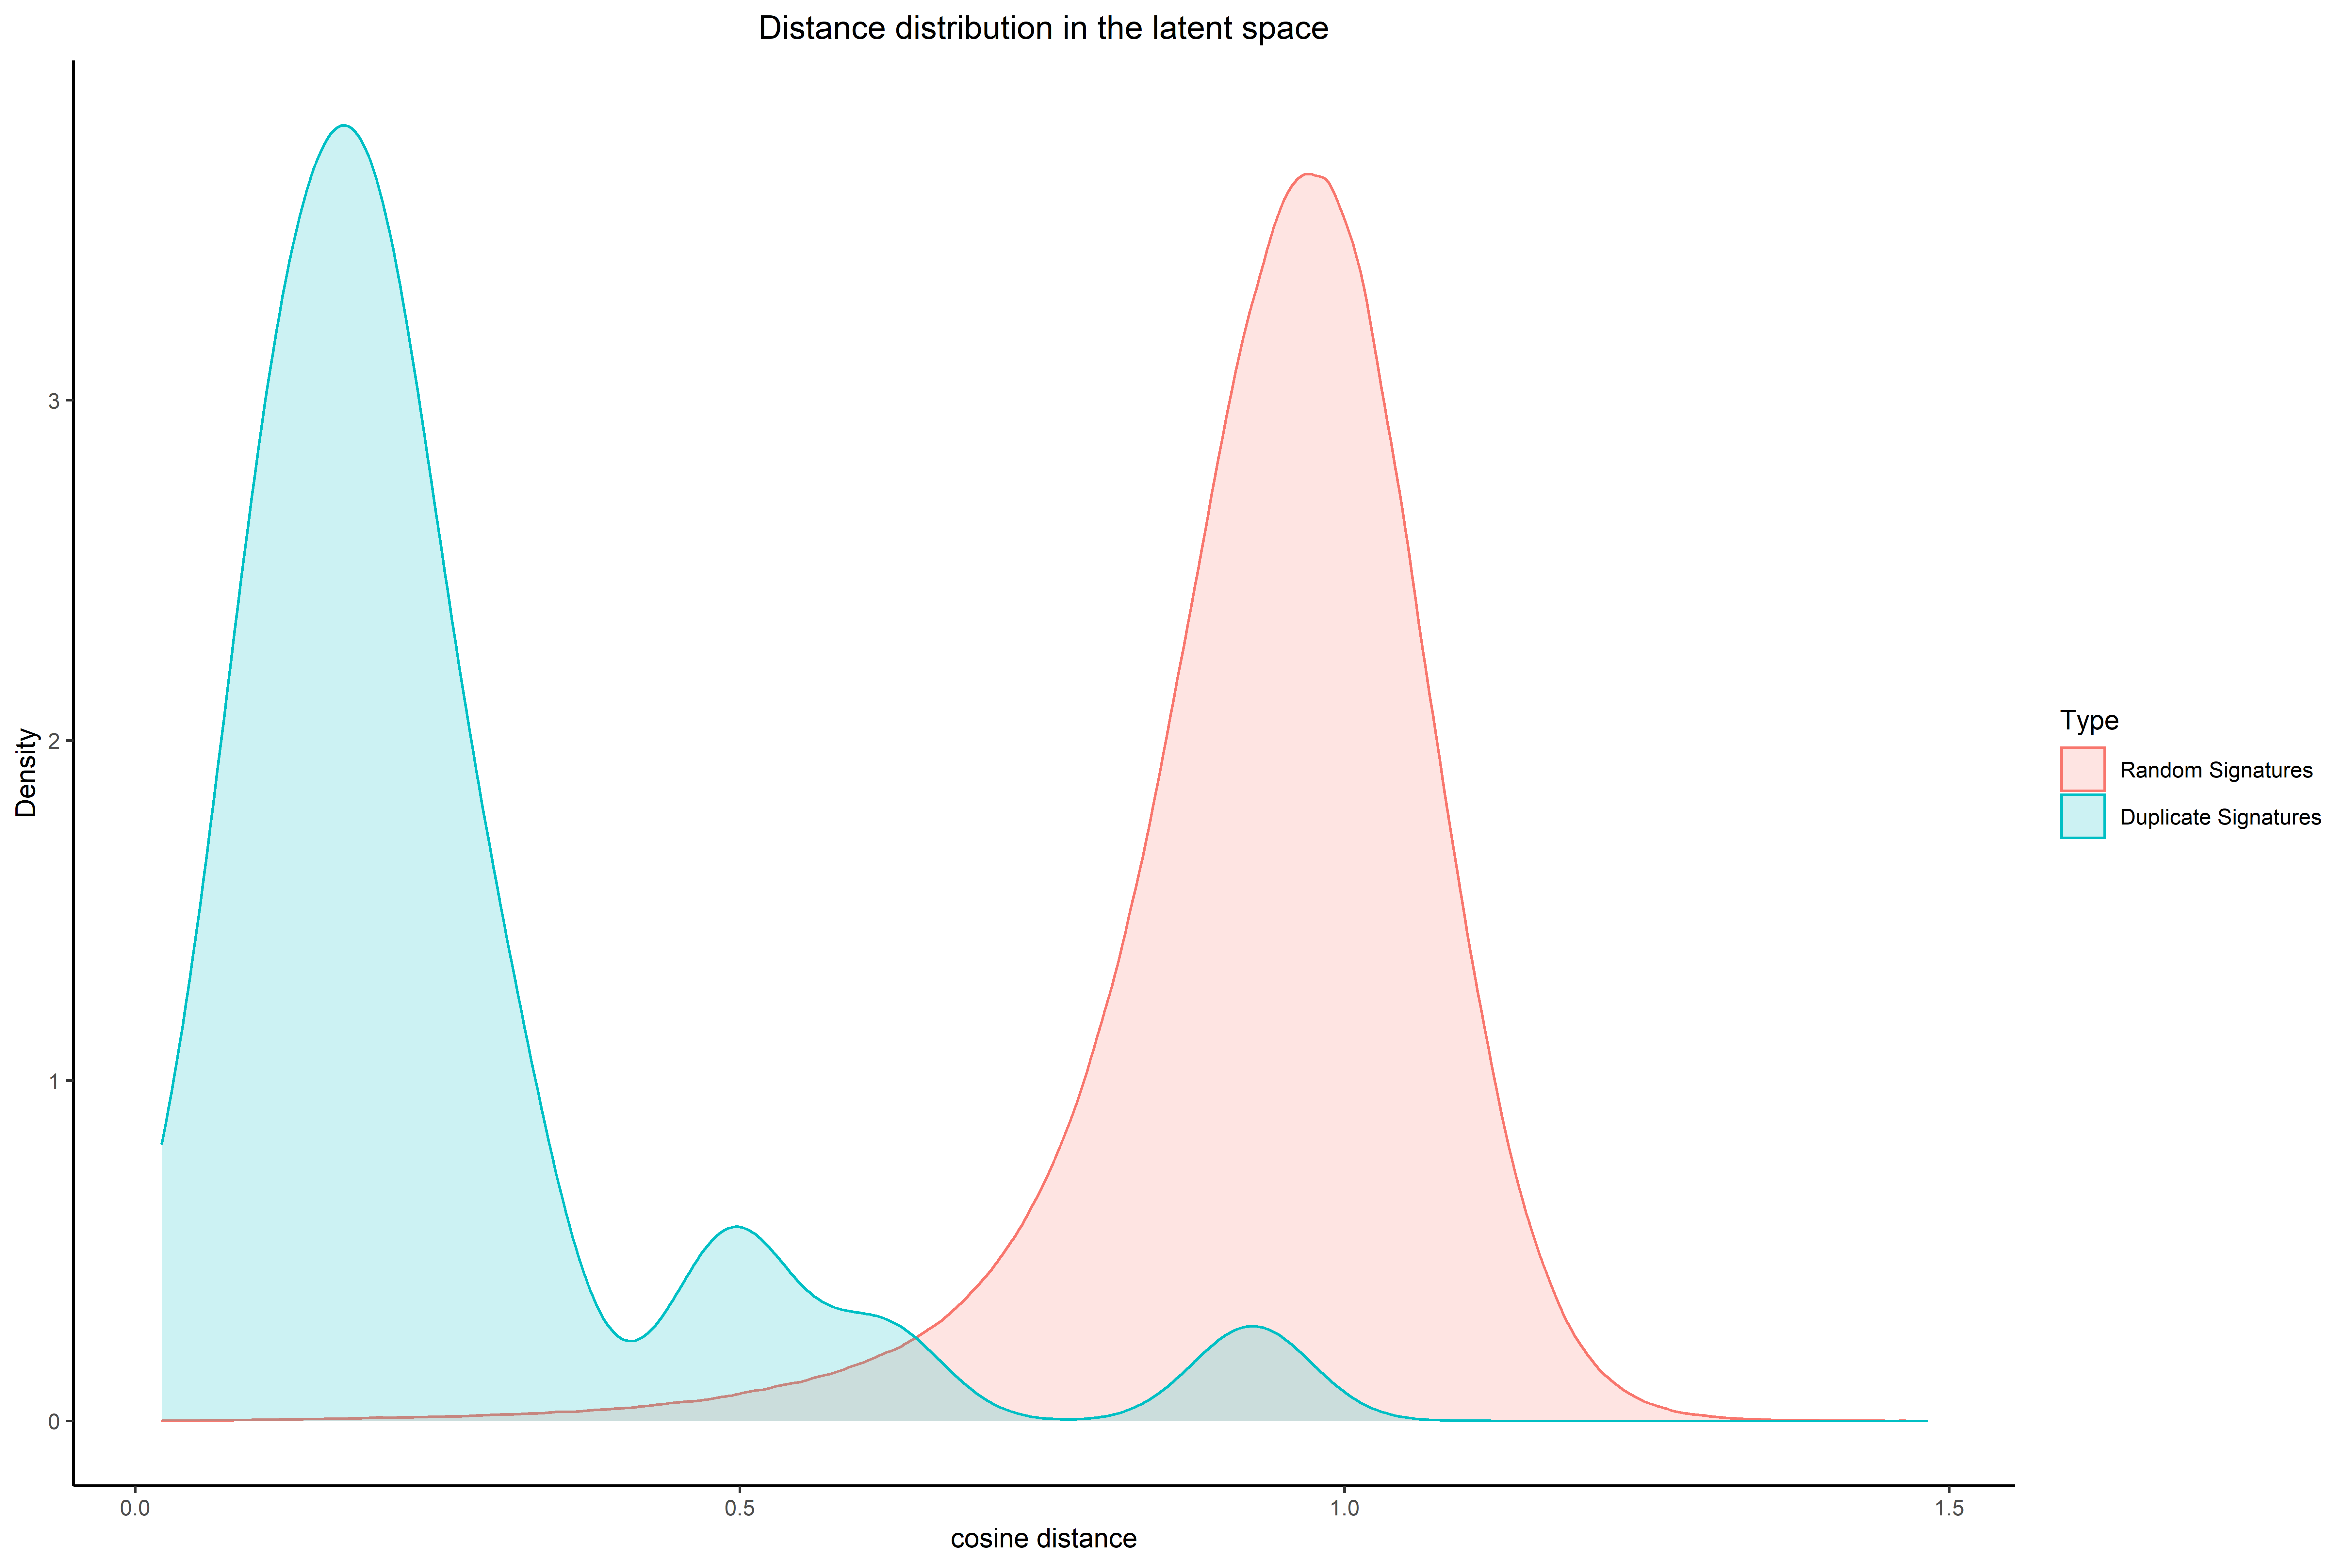 Distance distribution in the latent space
Density
3
2
1
0
0.0
0.5
1.0
1.5
cosine distance
Type
Random Signatures
Duplicate Signatures